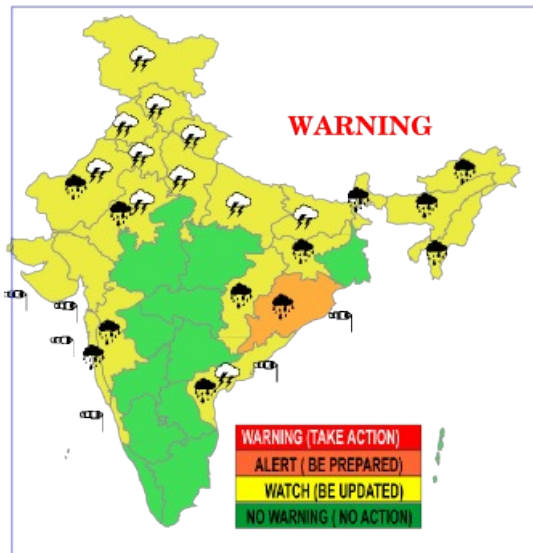 WARNING
WARNING (TAKE ACTION)
ALERT ( BE PREPARED)
WATCH (BE UPDATED)
NO WARNING ( NO ACTION)